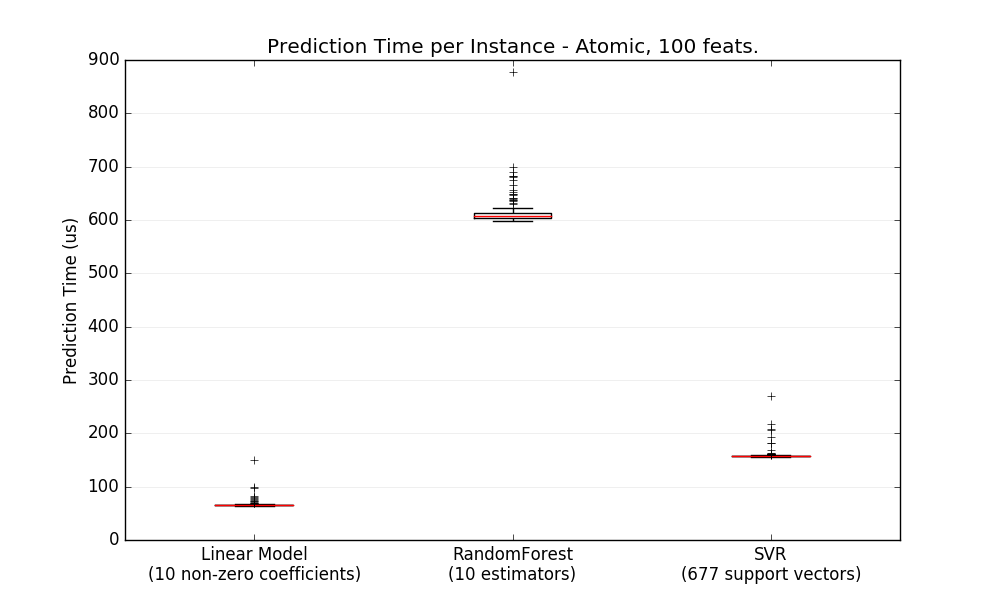 Prediction Time per Instance - Atomic, 100 feats.
900
800
700
600
500
400
300
200
100
0
Prediction Time (us)
Linear Model
(10 non-zero coefficients)
RandomForest
(10 estimators)
SVR
(677 support vectors)